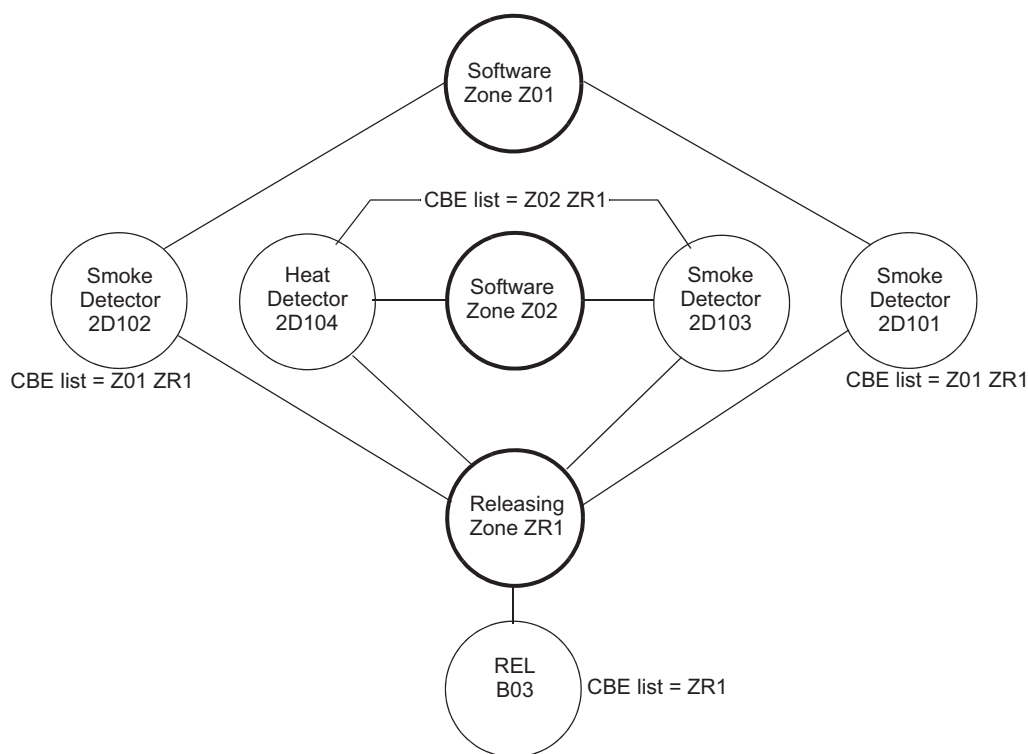 Software
Zone Z01
CBE list = Z02 ZR1
Smoke
Detector
2D102
Heat
Detector
2D104
Software
Zone Z02
Smoke
Detector
2D103
Smoke
Detector
2D101
CBE list = Z01 ZR1
CBE list = Z01 ZR1
Releasing
Zone ZR1
REL
B03
CBE list = ZR1